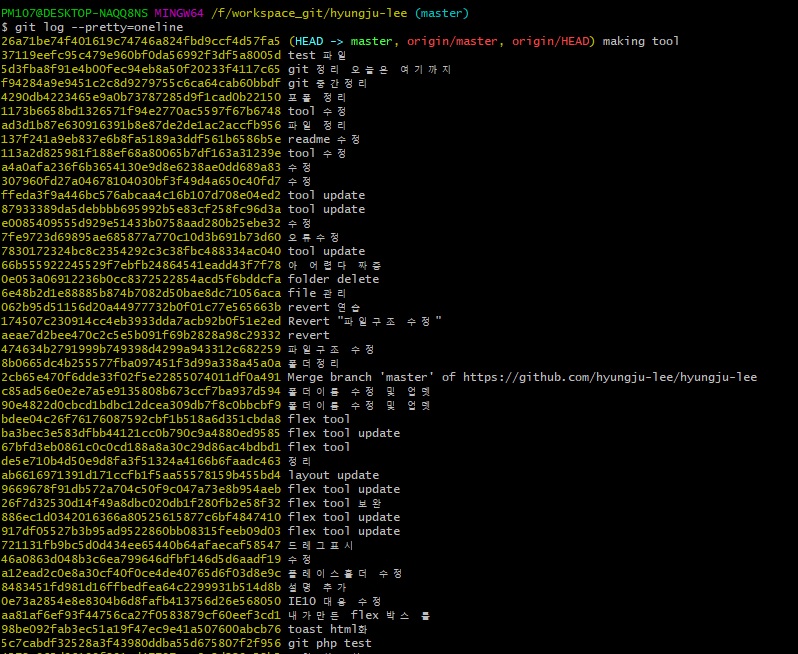 PM107@DESKTOP-NAQQ8NS MINGW64 /f/workspace_git/hyungju-lee (master)
$ git log --pretty=oneline
26a71be74f401619c74746a824fbd9ccf4d57fa5 (HEAD -> master, origin/master, origin/HEAD) making tool
37119eefc95c479e960bf0da56992f3df5a8005d test 파일
5d3fba8f91e4b00fec94eb8a50f20233f4117c65 git 정리 오늘은 여기까지
f94284a9e9451c2c8d9279755c6ca64cab60bbdf git 중간정리
4290db4223465e9a0b73787285d9f1cad0b22150 포폴 정리
1173b6658bd1326571f94e2770ac5597f67b6748 tool 수정
ad3d1b87e630916391b8e87de2de1ac2accfb956 파일 정리
137f241a9eb837e6b8fa5189a3ddf561b6586b5e readme 수정
113a2d825981f188ef68a80065b7df163a31239e tool 수정
a4a0afa236f6b3654130e9d8e6238ae0dd689a83 수정
307960fd27a04678104030bf3f49d4a650c40fd7 수정
ffeda3f9a446bc576abcaa4c16b107d708e04ed2 tool update
87933389da5debbbb695992b5e83cf258fc96d3a tool update
e0085409555d929e51433b0758aad280b25ebe32 수정
7fe9723d69895ae685877a770c10d3b691b73d60 오류수정
7830172324bc8c2354292c3c38fbc488334ac040 tool update
66b555922245529f7ebfb24864541eadd43f7f78 아 어렵다 짜증
0e053a06912236b0cc8372522854acd5f6bddcfa folder delete
6e48b2d1e88885b874b7082d50bae8dc71056aca file 관리
062b95d51156d20a44977732b0f01c77e565663b revert 연습
174507c230914cc4eb3933dda7acb92b0f51e2ed Revert "파일구조 수정"
aeae7d2bee470c2c5e5b091f69b2828a98c29332 revert
474634b2791999b749398d4299a943312c682259 파일구조 수정
8b0665dc4b255577fba097451f3d99a338a45a0a 폴더정리
2cb65e470f6dde33f02f5e22855074011df0a491 Merge branch 'master' of https://github.com/hyungju-lee/hyungju-lee
c85ad56e0e2e7a5e9135808b673ccf7ba937d594 폴더이름 수정 및 업뎃
90e4822d0cbcd1bdbc12dcea309db7f8c0bbcbf9 폴더이름 수정 및 업뎃
bdee04c26f76176087592cbf1b518a6d351cbda8 flex tool
ba3bec3e583dfbb44121cc0b790c9a4880ed9585 flex tool update
67bfd3eb0861c0c0cd188a8a30c29d86ac4bdbd1 flex tool
de5e710b4d50e9d8fa3f51324a4166b6faadc463 정리
ab6616971391d171ccfb1f5aa55578159b455bd4 layout update
9669678f91db572a704c50f9c047a73e8b954aeb flex tool update
26f7d32530d14f49a8dbc020db1f280fb2e58f32 flex tool 보완
886ec1d0342016366a80525615877c6bf4847410 flex tool update
917df05527b3b95ad9522860bb08315feeb09d03 flex tool update
721131fb9bc5d0d434ee65440b64afaecaf58547 드레그표시
46a0863d048b3c6ea799646dfbf146d5d6aadf19 수정
a12ead2c0e8a30cf40f0ce4de40765d6f03d8e9c 플레이스홀더 수정
8483451fd981d16ffbedfea64c2299931b514d8b 설명 추가
0e73a2854e8e8304b6d8fafb413756d26e568050 IE10 대응 수정
aa81af6ef93f44756ca27f0583879cf60eef3cd1 내가만든 flex 박스 툴
98be092fab3ec51a19f47ec9e41a507600abcb76 toast html화
5c7cabdf32528a3f43980ddba55d675807f2f956 git php test